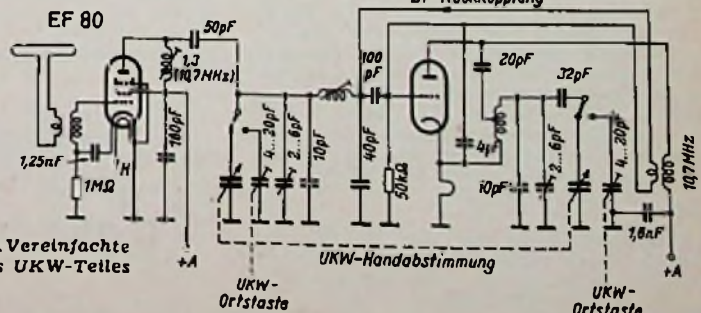 EF 80
50pF
1,3
(10,7MHz)
160pF
1,25nF
1MΩ
H
+A
4...20pF
2...6pF
10pF
100
pF
40pF
50kΩ
4pF
20pF
32pF
10pF
2...6pF
4...20pF
1,6nF
10,7MHz
+A
UKW-Handabstimmung
UKW-
Ortstaste
UKW-
Ortstaste
Vereinfachte
UKW-Teiles